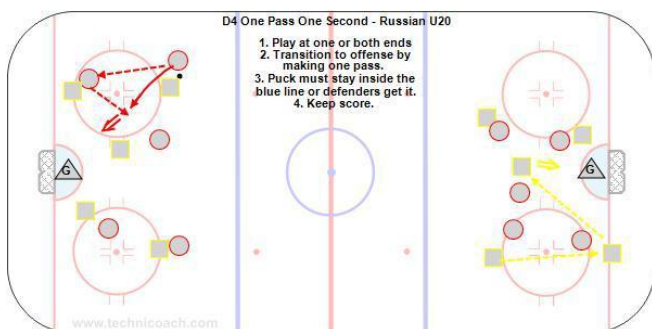 D4 One Pass One Second - Russian U20
1. Play at one or both ends
2. Transition to offense by
making one pass.
3. Puck must stay inside the
blue line or defenders get it.
4. Keep score.
G
G
www.technicoach.com